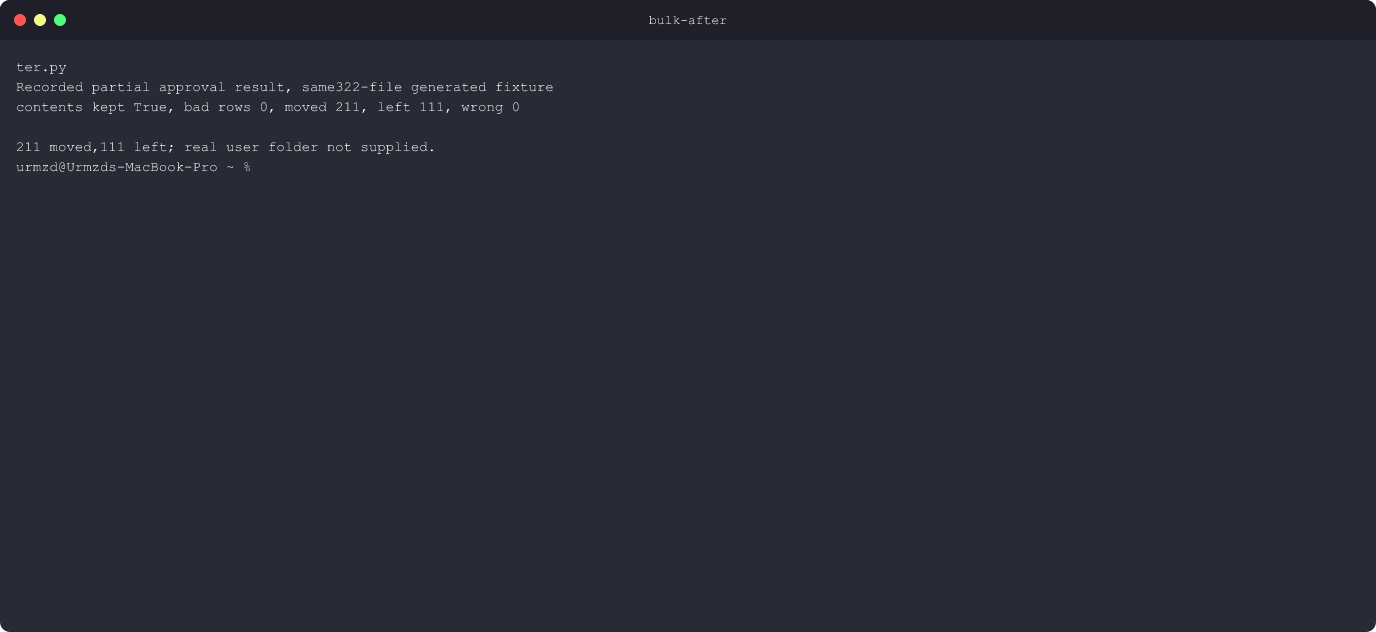 bulk-after
ter.py
Recorded partial approval result, same322-file generated fixture
contents kept True, bad rows 0, moved 211, left 111, wrong 0
211 moved,111 left; real user folder not supplied.
urmzd@Urmzds-MacBook-Pro ~ %